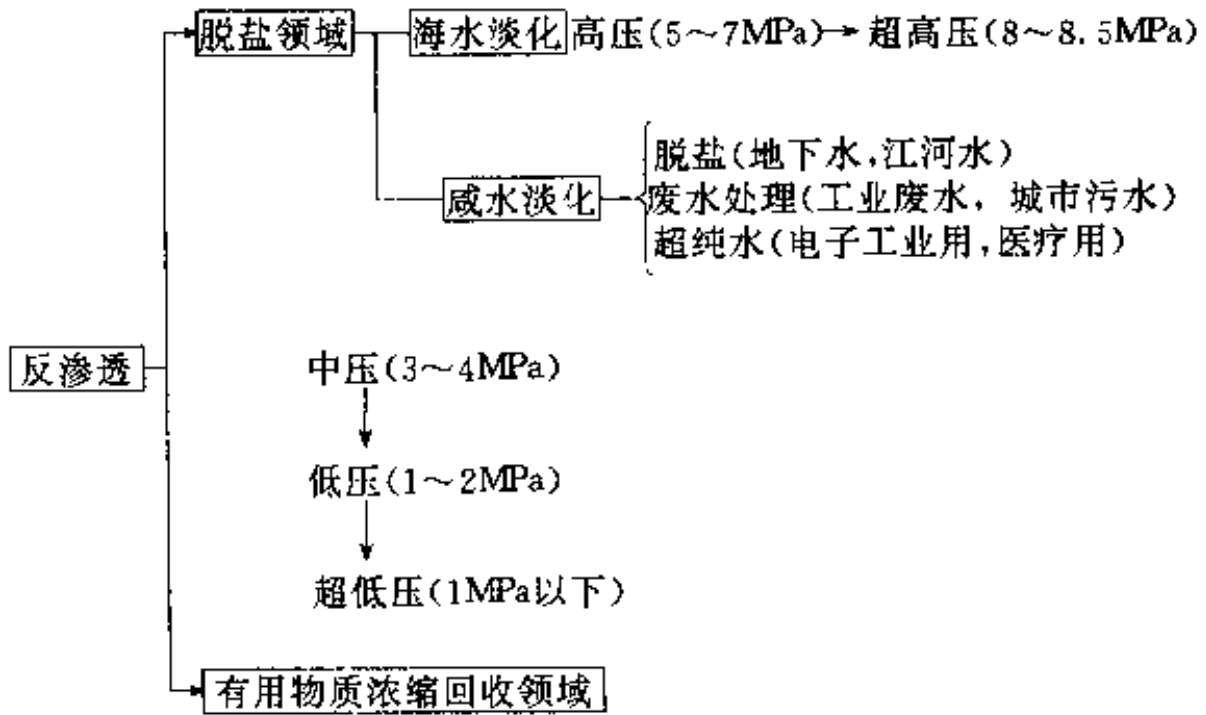 脱盐领域 海水淡化 高压(5～7MPa) 超高压(8～8.5MPa)
脱盐(地下水,江河水)
咸水淡化 废水处理(工业废水, 城市污水)
超纯水(电子工业用,医疗用)
反渗透 中压(3～4MPa)
低压(1～2MPa)
超低压(1MPa以下)
有用物质浓缩回收领域